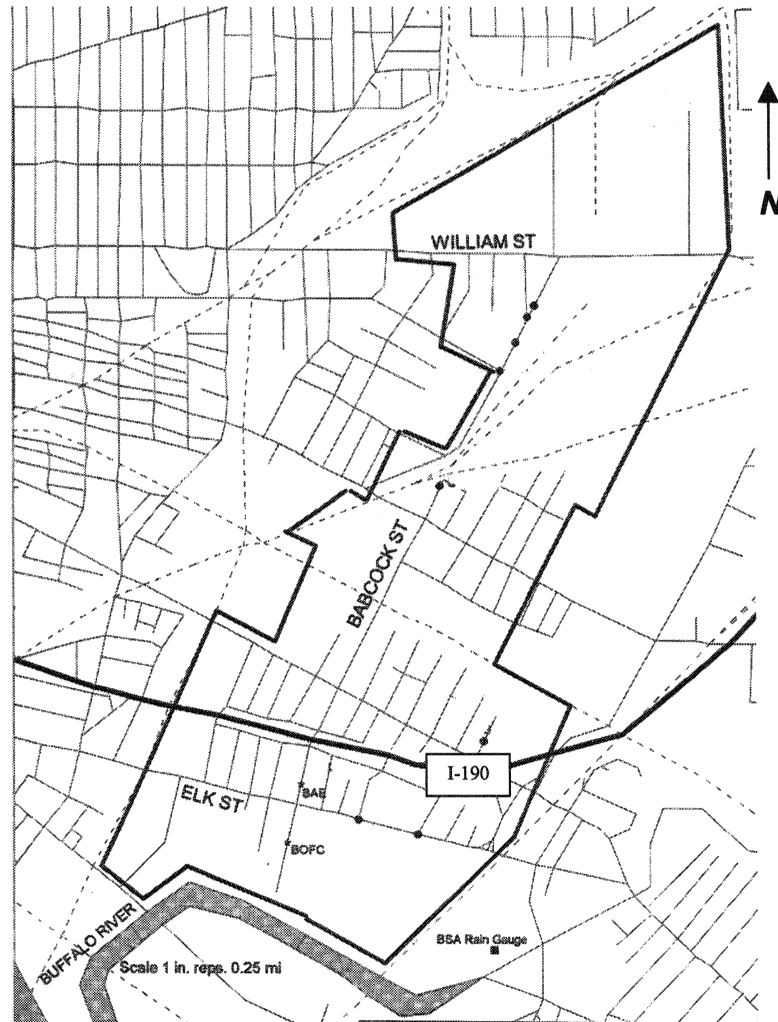 N
WILLIAM ST
BABCOCK ST
I-190
ELK ST
BAE
BOFC
BUFFALO RIVER
BSA Rain Gauge
Scale 1 in. reps. 0.25 mi